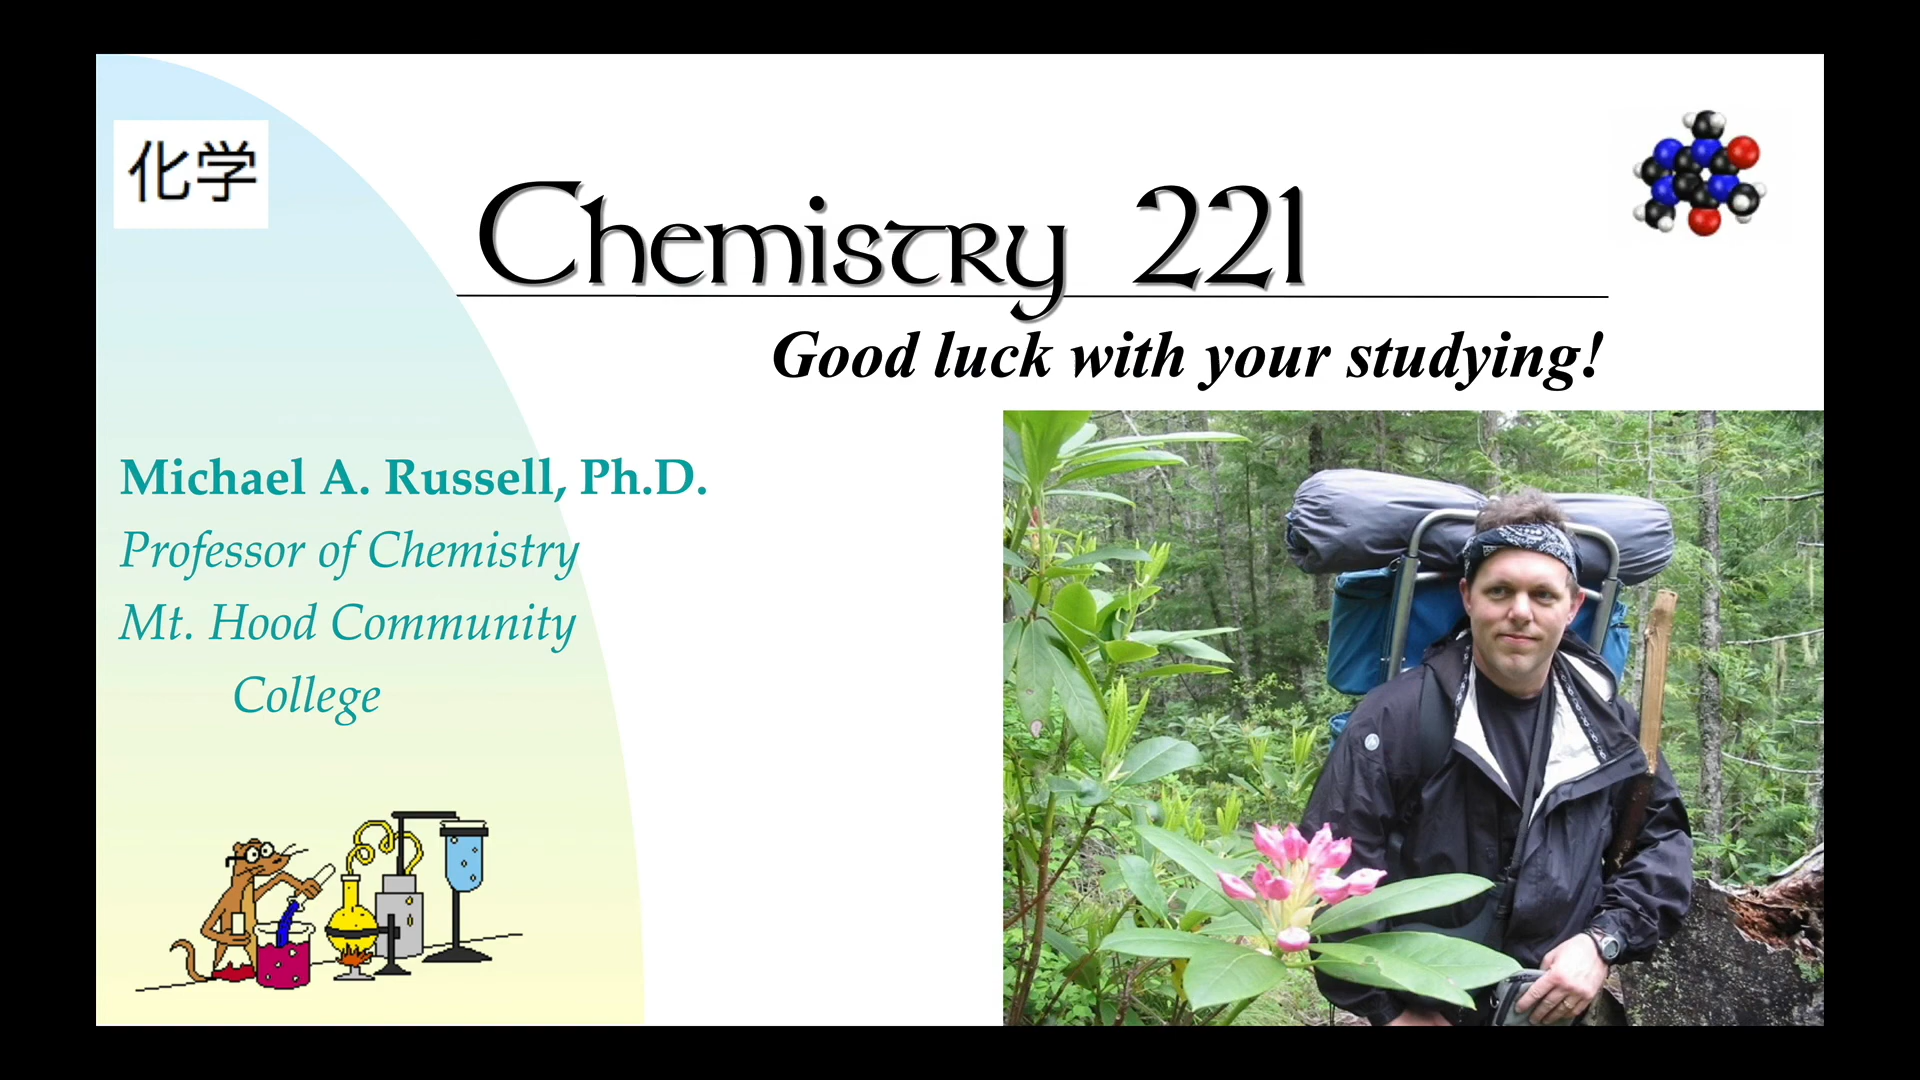 化学
Chemistry 221
Good luck with your studying!
Michael A. Russell, Ph.D.
Professor of Chemistry
Mt. Hood Community
College